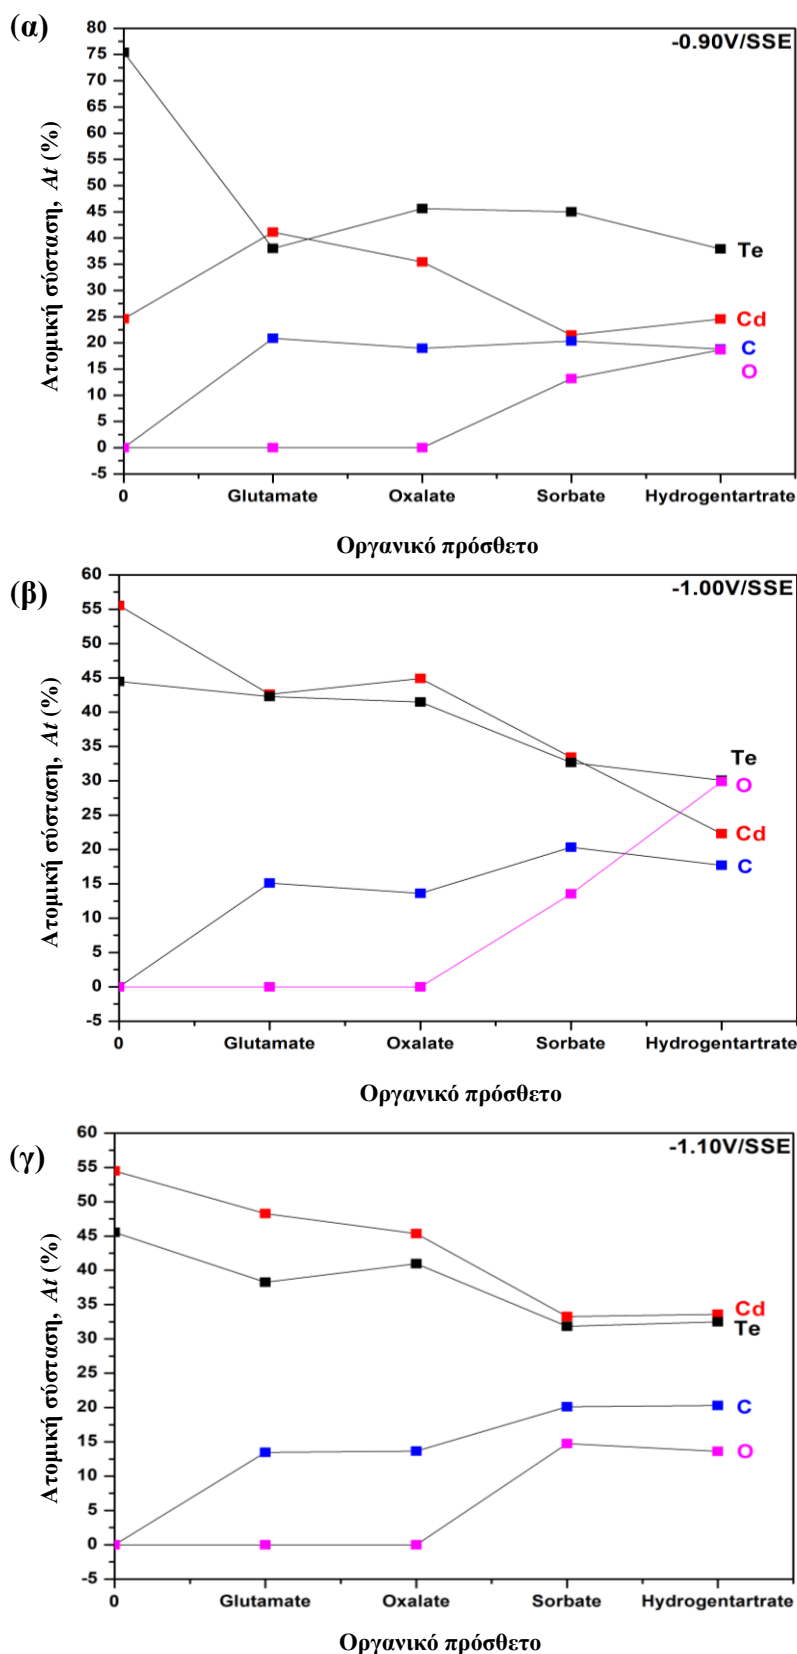 (α)
-0.90V/SSE
Ατομική σύσταση, At (%)
80
75
70
65
60
55
50
45
40
35
30
25
20
15
10
5
0
-5
Te
Cd
C
O
0 Glutamate Oxalate Sorbate Hydrogentartrate
Οργανικό πρόσθετο
(β)
-1.00V/SSE
Ατομική σύσταση, At (%)
60
55
50
45
40
35
30
25
20
15
10
5
0
-5
Te
O
Cd
C
0 Glutamate Oxalate Sorbate Hydrogentartrate
Οργανικό πρόσθετο
(γ)
-1.10V/SSE
Ατομική σύσταση, At (%)
60
55
50
45
40
35
30
25
20
15
10
5
0
-5
Cd
Te
C
O
0 Glutamate Oxalate Sorbate Hydrogentartrate
Οργανικό πρόσθετο